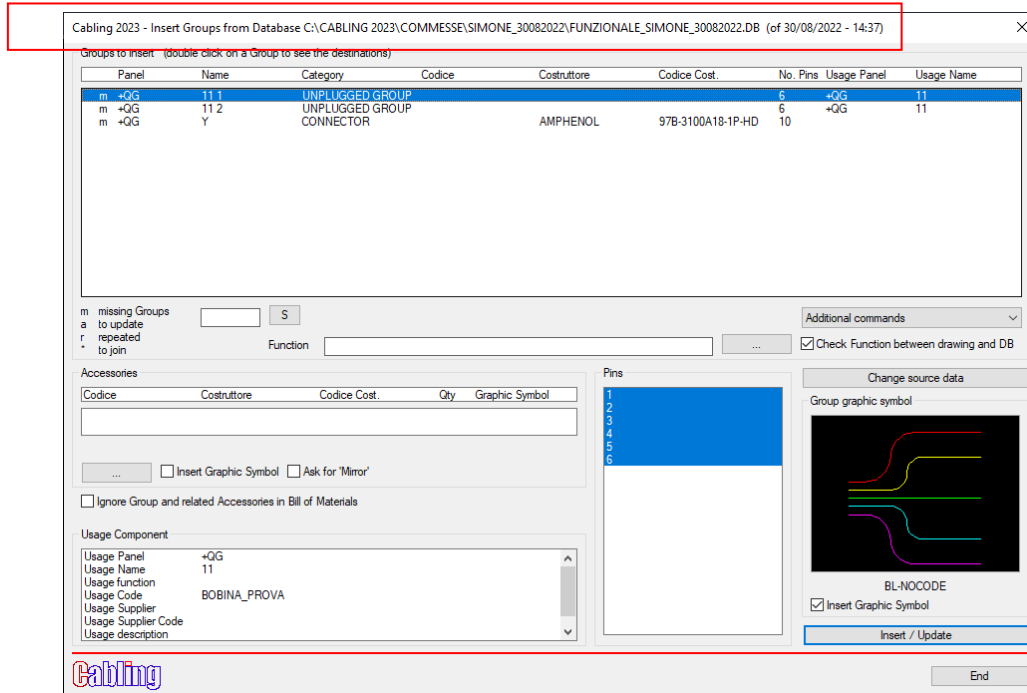 Cabling 2023 - Insert Groups from Database C:\CABLING 2023\COMMESSE\SIMONE_30082022\FUNZIONALE_SIMONE_30082022.DB (of 30/08/2022 - 14:37)
Groups to insert (double click on a Group to see the destinations)
Panel Name Category Codice Costruttore Codice Cost. No. Pins Usage Panel Usage Name
m +QG 11 1 UNPLUGGED GROUP 6 +QG 11
m +QG 11 2 UNPLUGGED GROUP 6 +QG 11
m +QG Y CONNECTOR AMPHENOL 97B-3100A18-1P-HD 10
m missing Groups
a to update
r repeated
* to join
S
Function
...
Additional commands
Check Function between drawing and DB
Accessories
Codice Costruttore Codice Cost. Qty Graphic Symbol
...
Insert Graphic Symbol
Ask for 'Mirror'
Ignore Group and related Accessories in Bill of Materials
Usage Component
Usage Panel +QG
Usage Name 11
Usage function
Usage Code BOBINA_PROVA
Usage Supplier
Usage Supplier Code
Usage description
Pins
1
2
3
4
5
6
Change source data
Group graphic symbol
BL-NOCODE
Insert Graphic Symbol
Insert / Update
Cabling
End